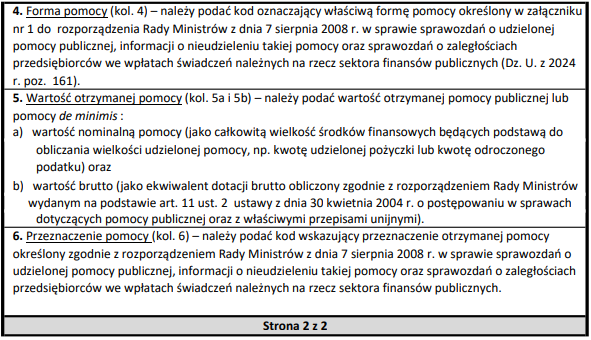 4. Forma pomocy (kol. 4) – należy podać kod oznaczający właściwą formę pomocy określony w załączniku
nr 1 do rozporządzenia Rady Ministrów z dnia 7 sierpnia 2008 r. w sprawie sprawozdań o udzielonej
pomocy publicznej, informacji o nieudzieleniu takiej pomocy oraz sprawozdań o zaległościach
przedsiębiorców we wpłatach świadczeń należnych na rzecz sektora finansów publicznych (Dz. U. z 2024
r. poz. 161).
5. Wartość otrzymanej pomocy (kol. 5a i 5b) – należy podać wartość otrzymanej pomocy publicznej lub
pomocy de minimis :
a) wartość nominalną pomocy (jako całkowitą wielkość środków finansowych będących podstawą do
obliczania wielkości udzielonej pomocy, np. kwotę udzielonej pożyczki lub kwotę odroczonego
podatku) oraz
b) wartość brutto (jako ekwiwalent dotacji brutto obliczony zgodnie z rozporządzeniem Rady Ministrów
wydanym na podstawie art. 11 ust. 2 ustawy z dnia 30 kwietnia 2004 r. o postępowaniu w sprawach
dotyczących pomocy publicznej oraz z właściwymi przepisami unijnymi).
6. Przeznaczenie pomocy (kol. 6) – należy podać kod wskazujący przeznaczenie otrzymanej pomocy
określony zgodnie z rozporządzeniem Rady Ministrów z dnia 7 sierpnia 2008 r. w sprawie sprawozdań o
udzielonej pomocy publicznej, informacji o nieudzieleniu takiej pomocy oraz sprawozdań o zaległościach
przedsiębiorców we wpłatach świadczeń należnych na rzecz sektora finansów publicznych.
Strona 2 z 2